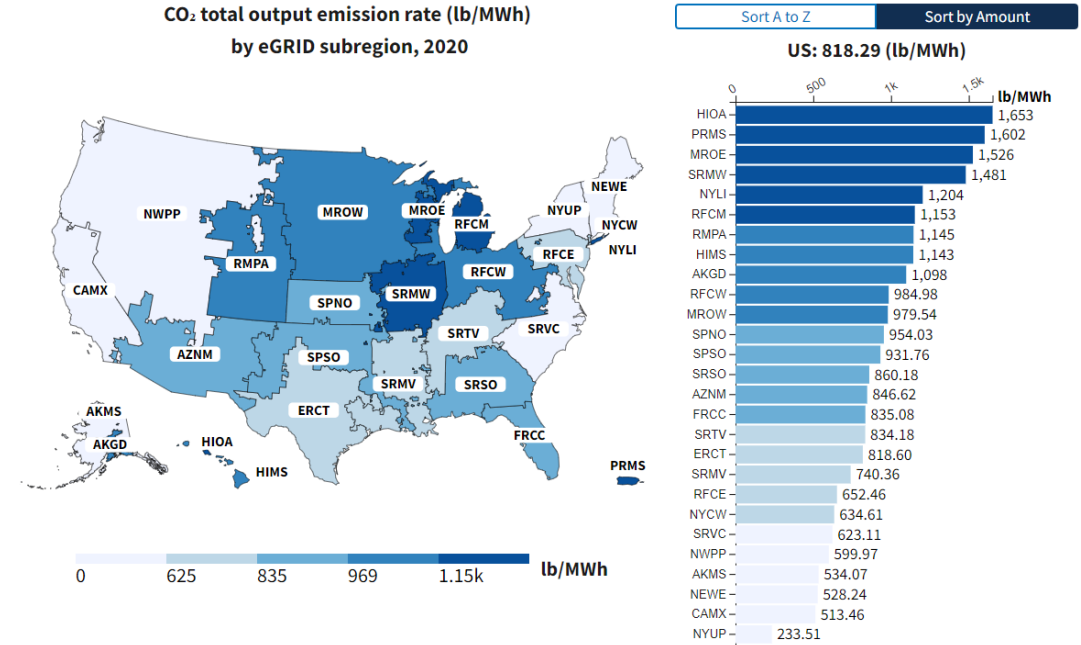 CO₂ total output emission rate (lb/MWh)
by eGRID subregion, 2020
NWPP
MROW
MROE
RFCM
NYUP
NEWE
NYCW
NYLI
RFCE
RMPA
RFCW
CAMX
SPNO
SRMW
SRTV
SRVC
AZNM
SPSO
SRMV
SRSO
ERCT
AKMS
AKGD
HIOA
HIMS
FRCC
PRMS
0
625
835
969
1.15k
lb/MWh
Sort A to Z
Sort by Amount
US: 818.29 (lb/MWh)
0
500
1k
1.5k
lb/MWh
HIOA 1,653
PRMS 1,602
MROE 1,526
SRMW 1,481
NYLI 1,204
RFCM 1,153
RMPA 1,145
HIMS 1,143
AKGD 1,098
RFCW 984.98
MROW 979.54
SPNO 954.03
SPSO 931.76
SRSO 860.18
AZNM 846.62
FRCC 835.08
SRTV 834.18
ERCT 818.60
SRMV 740.36
RFCE 652.46
NYCW 634.61
SRVC 623.11
NWPP 599.97
AKMS 534.07
NEWE 528.24
CAMX 513.46
NYUP 233.51